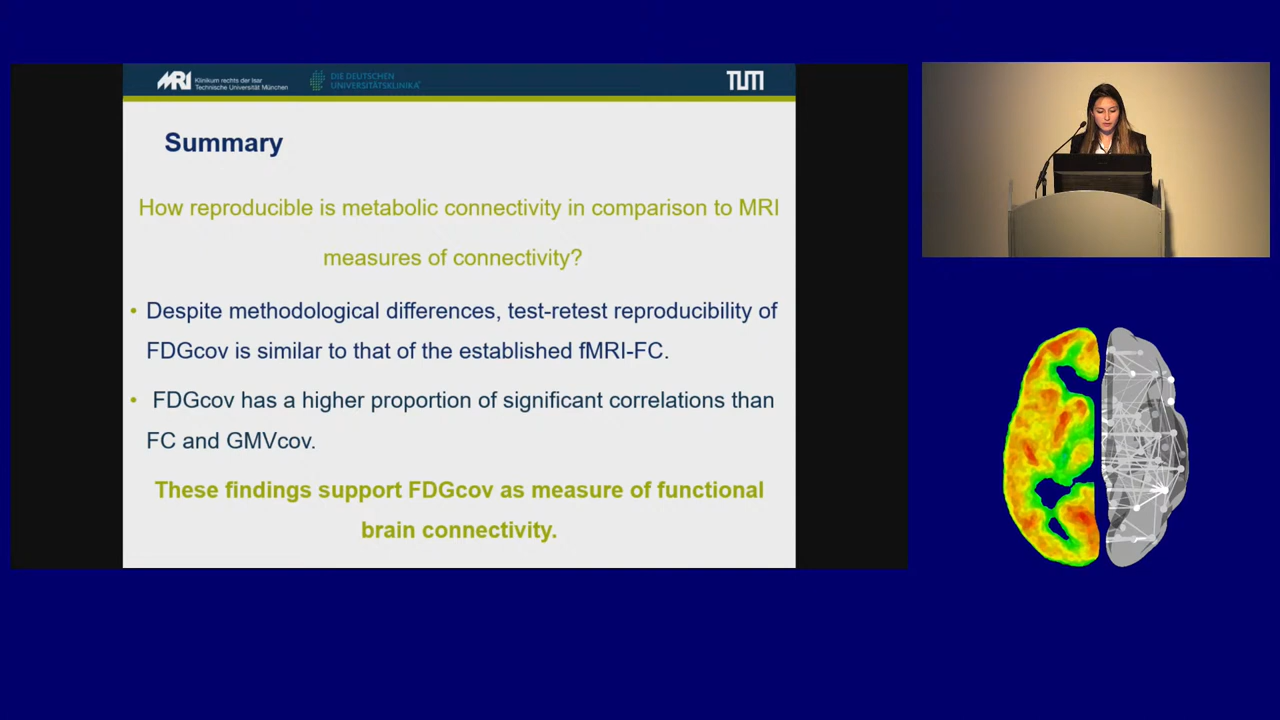 MRI
Klinikum rechts der Isar
Technische Universität München
DIE DEUTSCHEN
UNIVERSITÄTSKLINIKA
TUM
Summary
How reproducible is metabolic connectivity in comparison to MRI
measures of connectivity?
• Despite methodological differences, test-retest reproducibility of
FDGcov is similar to that of the established fMRI-FC.
• FDGcov has a higher proportion of significant correlations than
FC and GMVcov.
These findings support FDGcov as measure of functional
brain connectivity.